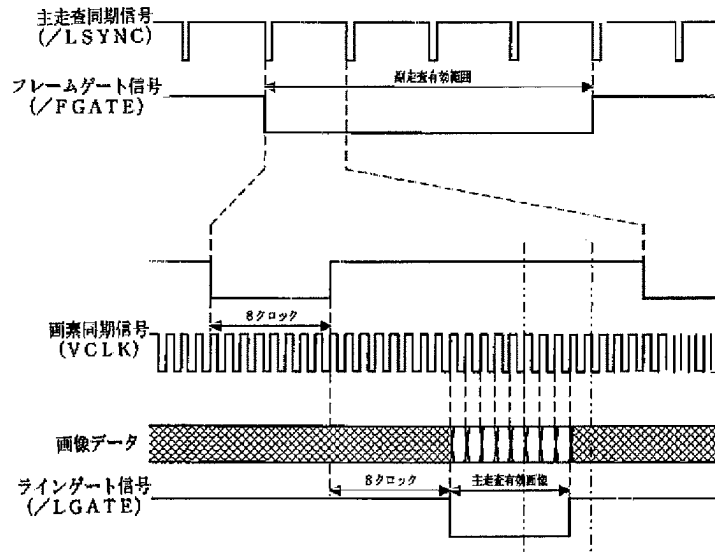 主走査同期信号
(/LSYNC)
副走査有効範囲
フレームゲート信号
(/FGATE)
8クロック
画素同期信号
(VCLK)
画像データ
8クロック
主走査有効画像
ラインゲート信号
(/LGATE)